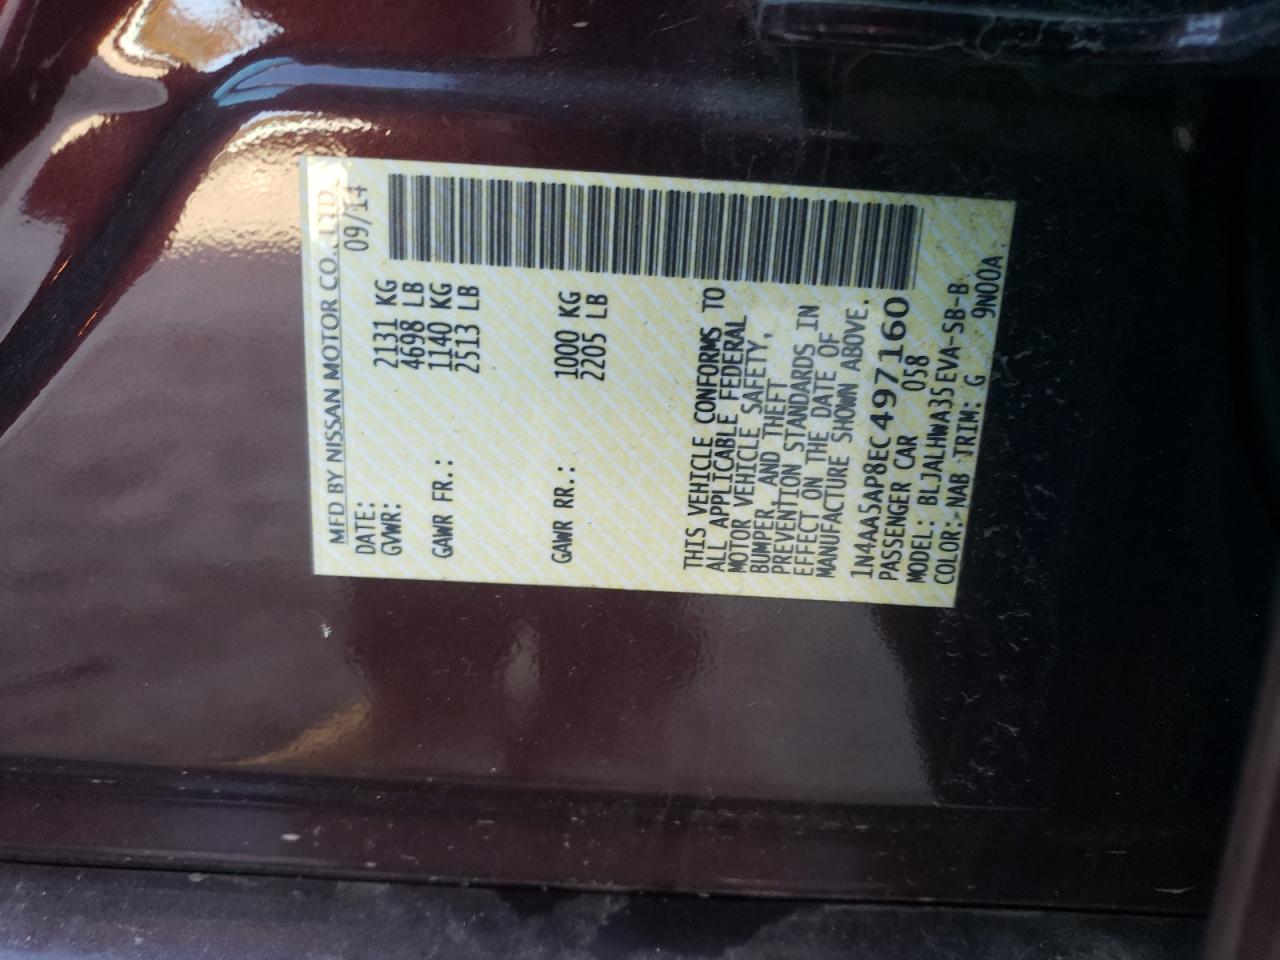 MFD BY NISSAN MOTOR CO., LTD.
DATE: 09/14
GVWR: 2131 KG
4698 LB
GAWR FR.: 1140 KG
2513 LB
GAWR RR.: 1000 KG
2205 LB
THIS VEHICLE CONFORMS TO
ALL APPLICABLE FEDERAL
MOTOR VEHICLE SAFETY,
BUMPER, AND THEFT
PREVENTION STANDARDS IN
EFFECT ON THE DATE OF
MANUFACTURE SHOWN ABOVE.
1N4AA5AP8EC497160
PASSENGER CAR 058
MODEL: BLJALHWA35EVA-SB-B
COLOR: NAB TRIM: G 9N00A